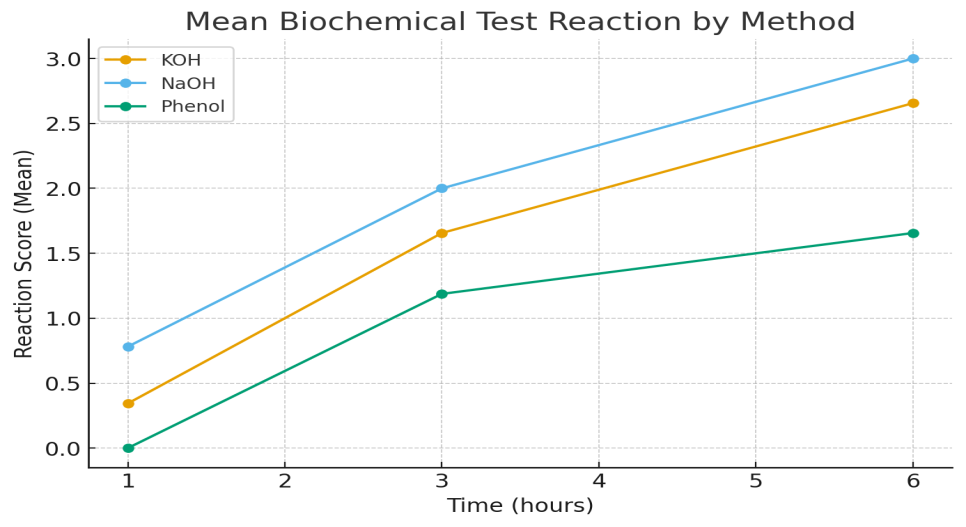 Mean Biochemical Test Reaction by Method
KOH
NaOH
Phenol
Reaction Score (Mean)
3.0
2.5
2.0
1.5
1.0
0.5
0.0
1 2 3 4 5 6
Time (hours)